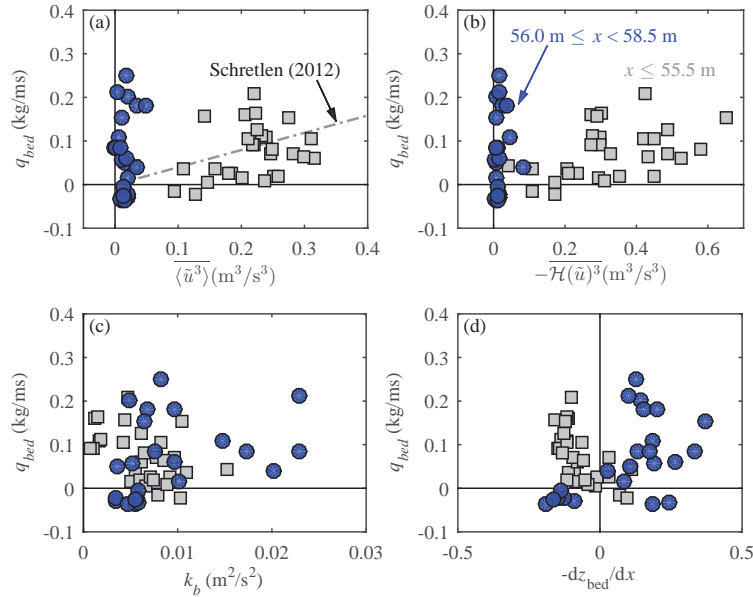 (a)
Schretlen (2012)
0.4
0.3
0.2
0.1
0
-0.1
q_bed (kg/ms)
0 0.1 0.2 0.3 0.4
⟨ũ³⟩(m³/s³)
(b)
56.0 m ≤ x < 58.5 m
x ≤ 55.5 m
0.4
0.3
0.2
0.1
0
-0.1
q_bed (kg/ms)
0 0.2 0.4 0.6
−ℋ(ũ)³(m³/s³)
(c)
0.4
0.3
0.2
0.1
0
-0.1
q_bed (kg/ms)
0 0.01 0.02 0.03
k_b (m²/s²)
(d)
0.4
0.3
0.2
0.1
0
-0.1
q_bed (kg/ms)
-0.5 0 0.5
-dz_bed/dx